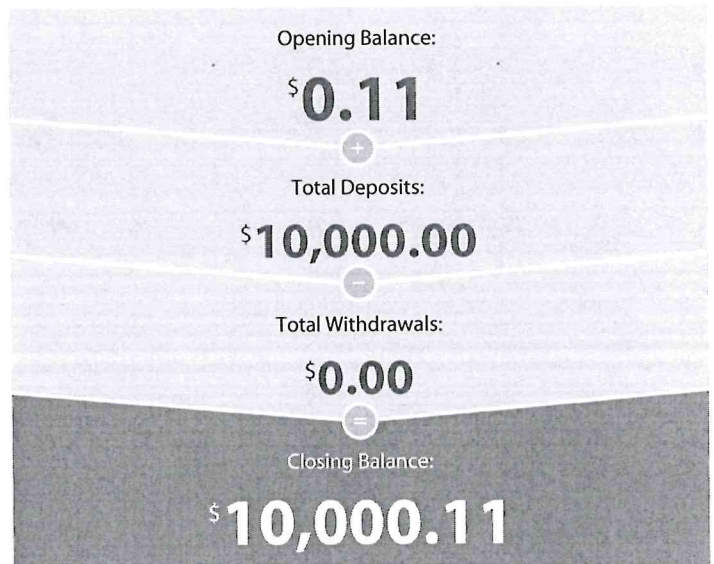 Opening Balance:
$0.11
+
Total Deposits:
$10,000.00
−
Total Withdrawals:
$0.00
=
Closing Balance:
$10,000.11